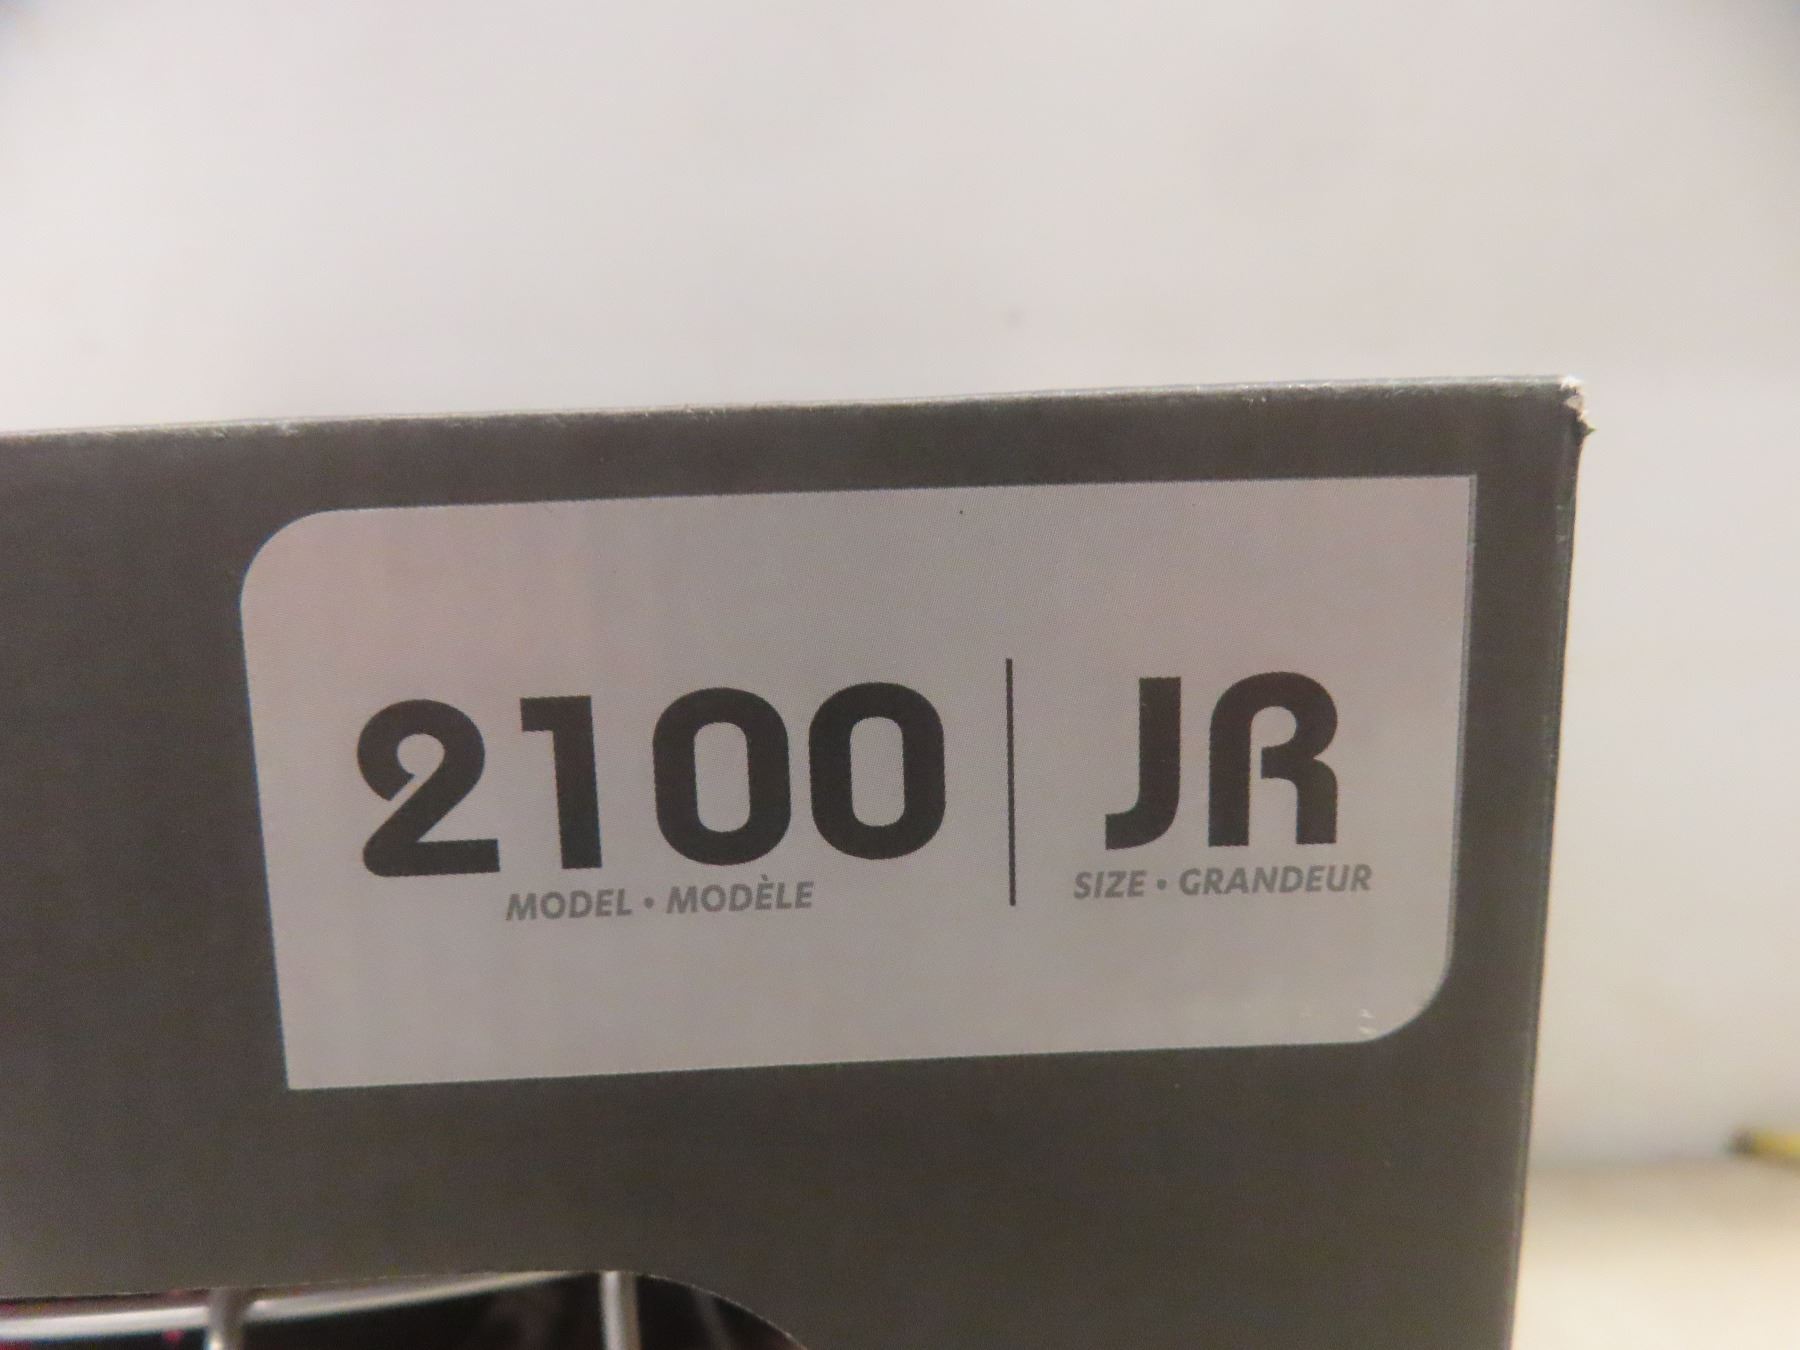 2100 | JR
MODEL • MODÈLE SIZE • GRANDEUR